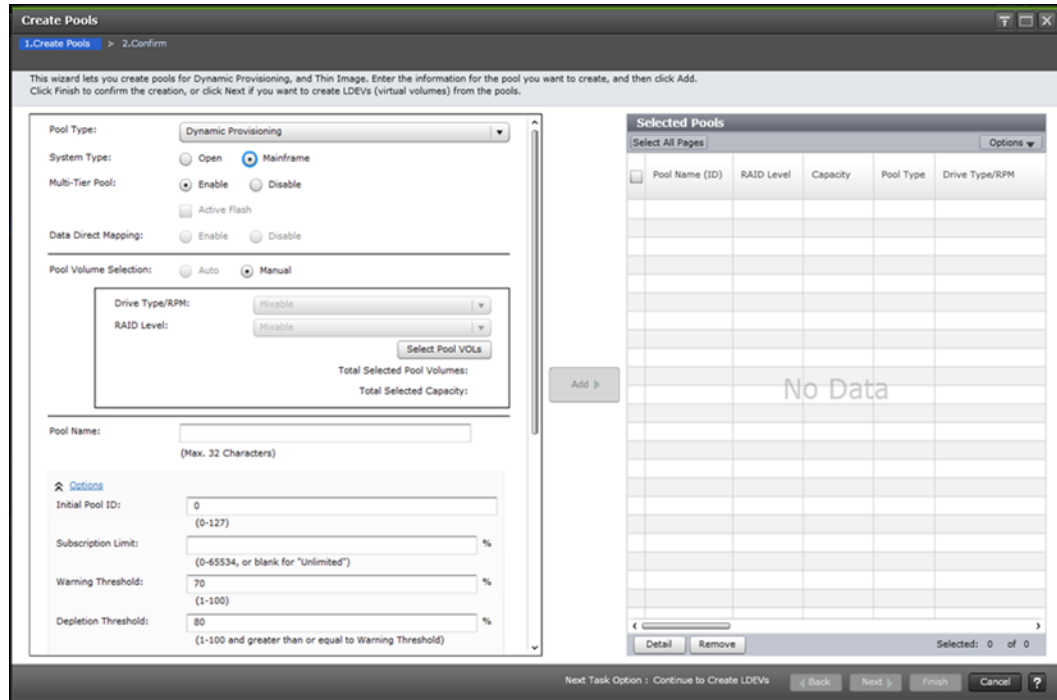 Create Pools
1.Create Pools > 2.Confirm
This wizard lets you create pools for Dynamic Provisioning, and Thin Image. Enter the information for the pool you want to create, and then click Add.
Click Finish to confirm the creation, or click Next if you want to create LDEVs (virtual volumes) from the pools.
Pool Type: Dynamic Provisioning
System Type: Open Mainframe
Multi-Tier Pool: Enable Disable
Active Flash
Data Direct Mapping: Enable Disable
Pool Volume Selection: Auto Manual
Drive Type/RPM: Mixable
RAID Level: Mixable
Select Pool VOLs
Total Selected Pool Volumes:
Total Selected Capacity:
Pool Name:
(Max. 32 Characters)
Options
Initial Pool ID: 0
(0-127)
Subscription Limit: %
(0-65534, or blank for "Unlimited")
Warning Threshold: 70 %
(1-100)
Depletion Threshold: 80 %
(1-100 and greater than or equal to Warning Threshold)
Add
Selected Pools
Select All Pages Options
Pool Name (ID) RAID Level Capacity Pool Type Drive Type/RPM
No Data
Detail Remove Selected: 0 of 0
Next Task Option : Continue to Create LDEVs Back Next Finish Cancel ?